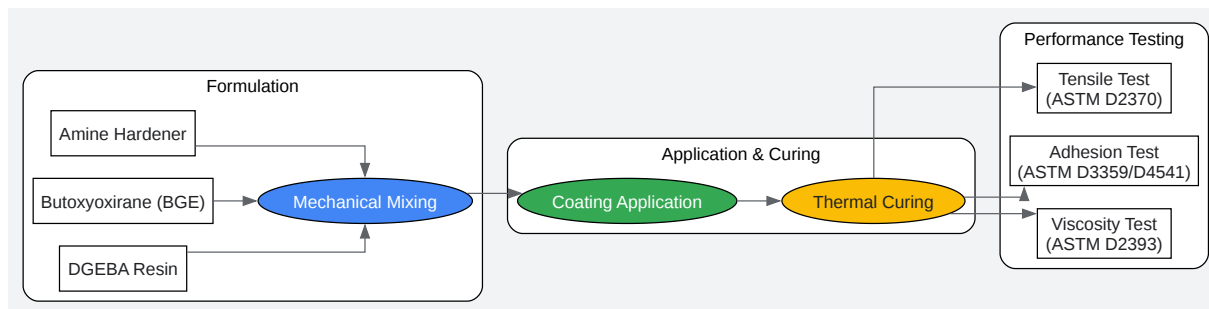 Performance Testing
Tensile Test
(ASTM D2370)
Formulation
Amine Hardener
Application & Curing
Adhesion Test
(ASTM D3359/D4541)
Butoxyoxirane (BGE)
Mechanical Mixing
Coating Application
Thermal Curing
Viscosity Test
(ASTM D2393)
DGEBA Resin